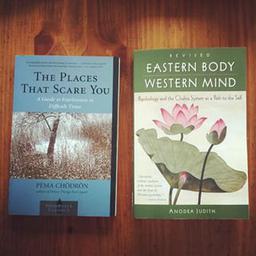 THE PLACES
THAT SCARE YOU
A Guide to Fearlessness in
Difficult Times
PEMA CHÖDRÖN
REVISED
EASTERN BODY
WESTERN MIND
Psychology and the Chakra System as a Path to the Self
ANODEA JUDITH